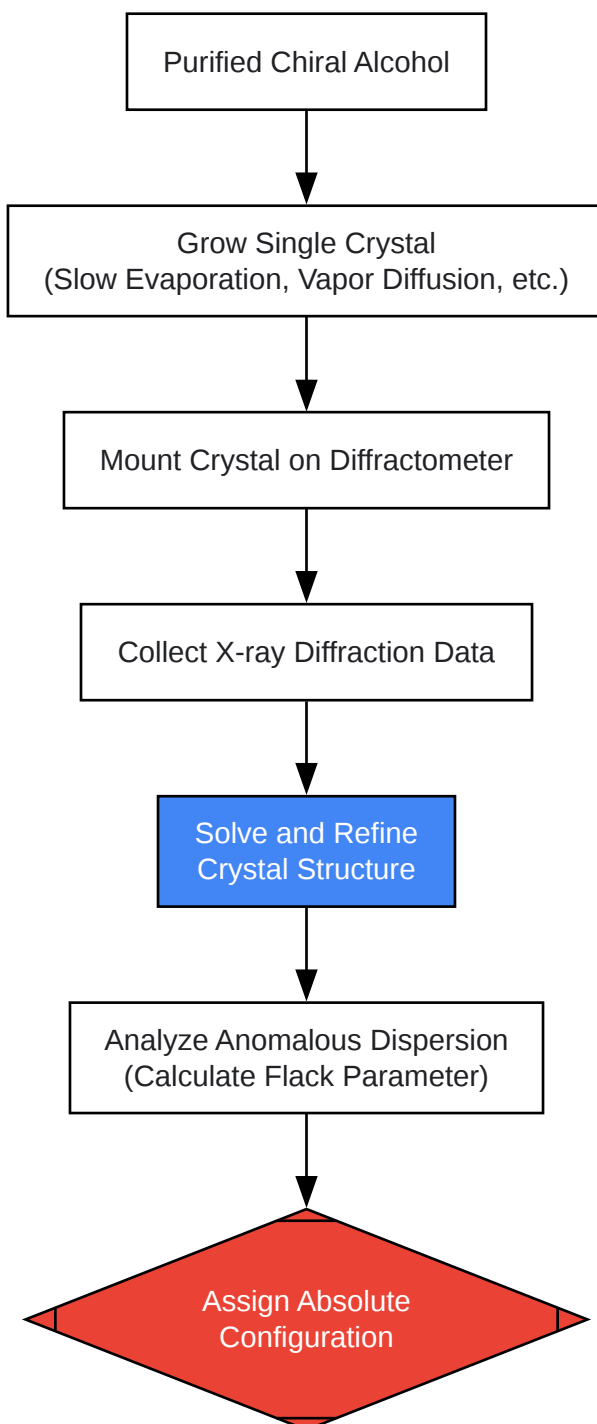 Purified Chiral Alcohol
Grow Single Crystal
(Slow Evaporation, Vapor Diffusion, etc.)
Mount Crystal on Diffractometer
Collect X-ray Diffraction Data
Solve and Refine
Crystal Structure
Analyze Anomalous Dispersion
(Calculate Flack Parameter)
Assign Absolute
Configuration